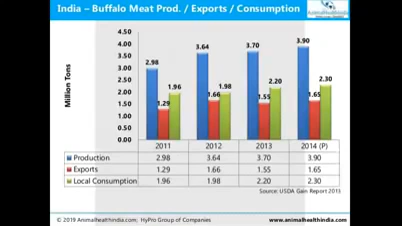 India – Buffalo Meat Prod. / Exports / Consumption
AnimalhealthIndia
4.50
4.00
3.50
3.00
2.50
2.00
1.50
1.00
0.50
0.00
Million Tons
2.98
1.29
1.96
3.64
1.66
1.98
3.70
1.55
2.20
3.90
1.65
2.30
2011 2012 2013 2014 (P)
Production 2.98 3.64 3.70 3.90
Exports 1.29 1.66 1.55 1.65
Local Consumption 1.96 1.98 2.20 2.30
Source: USDA Gain Report 2013
© 2019 Animalhealthindia.com; HyPro Group of Companies www.animalhealthindia.com